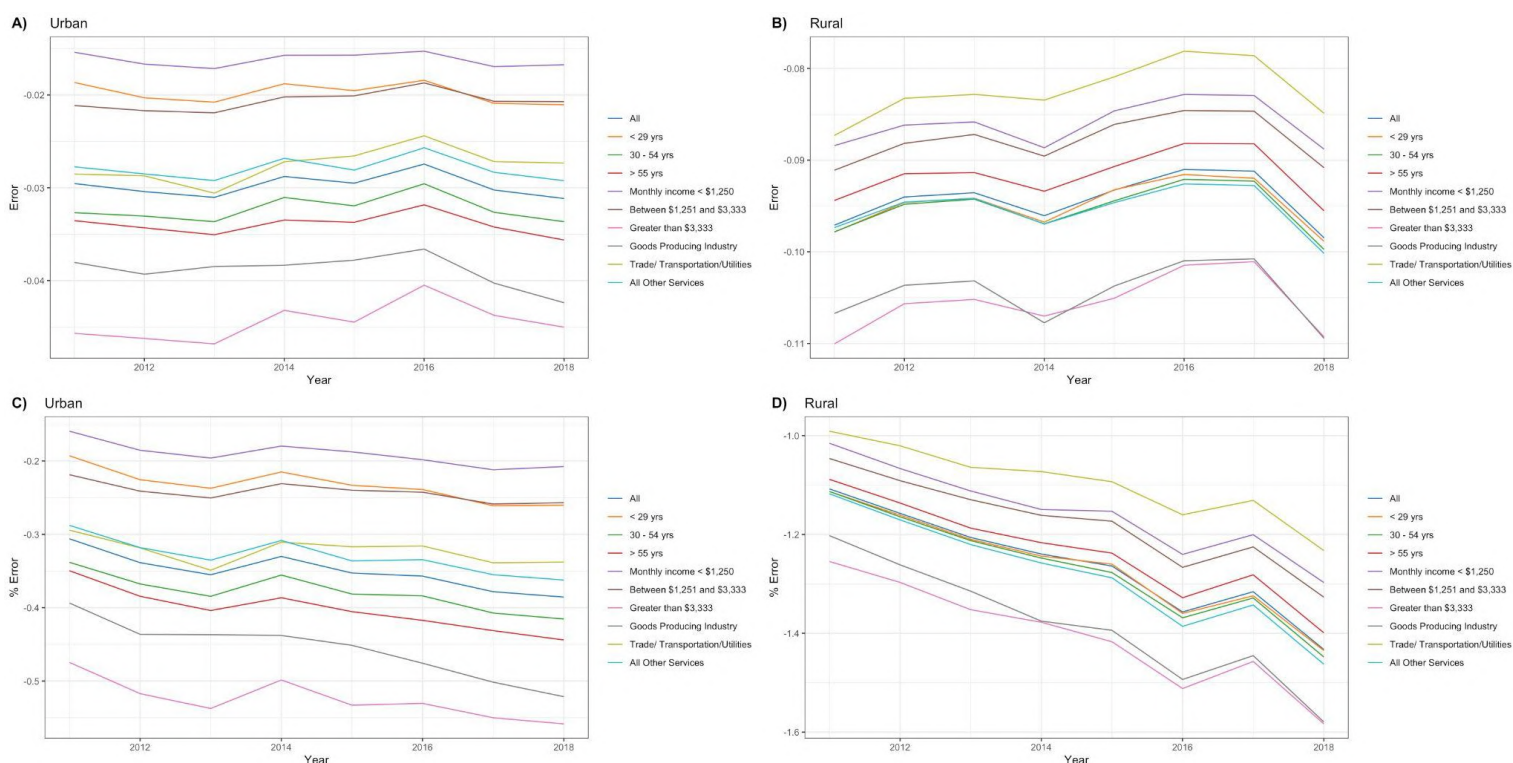 A) Urban
-0.02
-0.03
-0.04
Error
2012 2014 2016 2018
Year
All
< 29 yrs
30 - 54 yrs
> 55 yrs
Monthly income < $1,250
Between $1,251 and $3,333
Greater than $3,333
Goods Producing Industry
Trade/ Transportation/Utilities
All Other Services
B) Rural
-0.08
-0.09
-0.10
-0.11
Error
2012 2014 2016 2018
Year
All
< 29 yrs
30 - 54 yrs
> 55 yrs
Monthly income < $1,250
Between $1,251 and $3,333
Greater than $3,333
Goods Producing Industry
Trade/ Transportation/Utilities
All Other Services
C) Urban
-0.2
-0.3
-0.4
-0.5
% Error
2012 2014 2016 2018
Year
All
< 29 yrs
30 - 54 yrs
> 55 yrs
Monthly income < $1,250
Between $1,251 and $3,333
Greater than $3,333
Goods Producing Industry
Trade/ Transportation/Utilities
All Other Services
D) Rural
-1.0
-1.2
-1.4
-1.6
% Error
2012 2014 2016 2018
Year
All
< 29 yrs
30 - 54 yrs
> 55 yrs
Monthly income < $1,250
Between $1,251 and $3,333
Greater than $3,333
Goods Producing Industry
Trade/ Transportation/Utilities
All Other Services